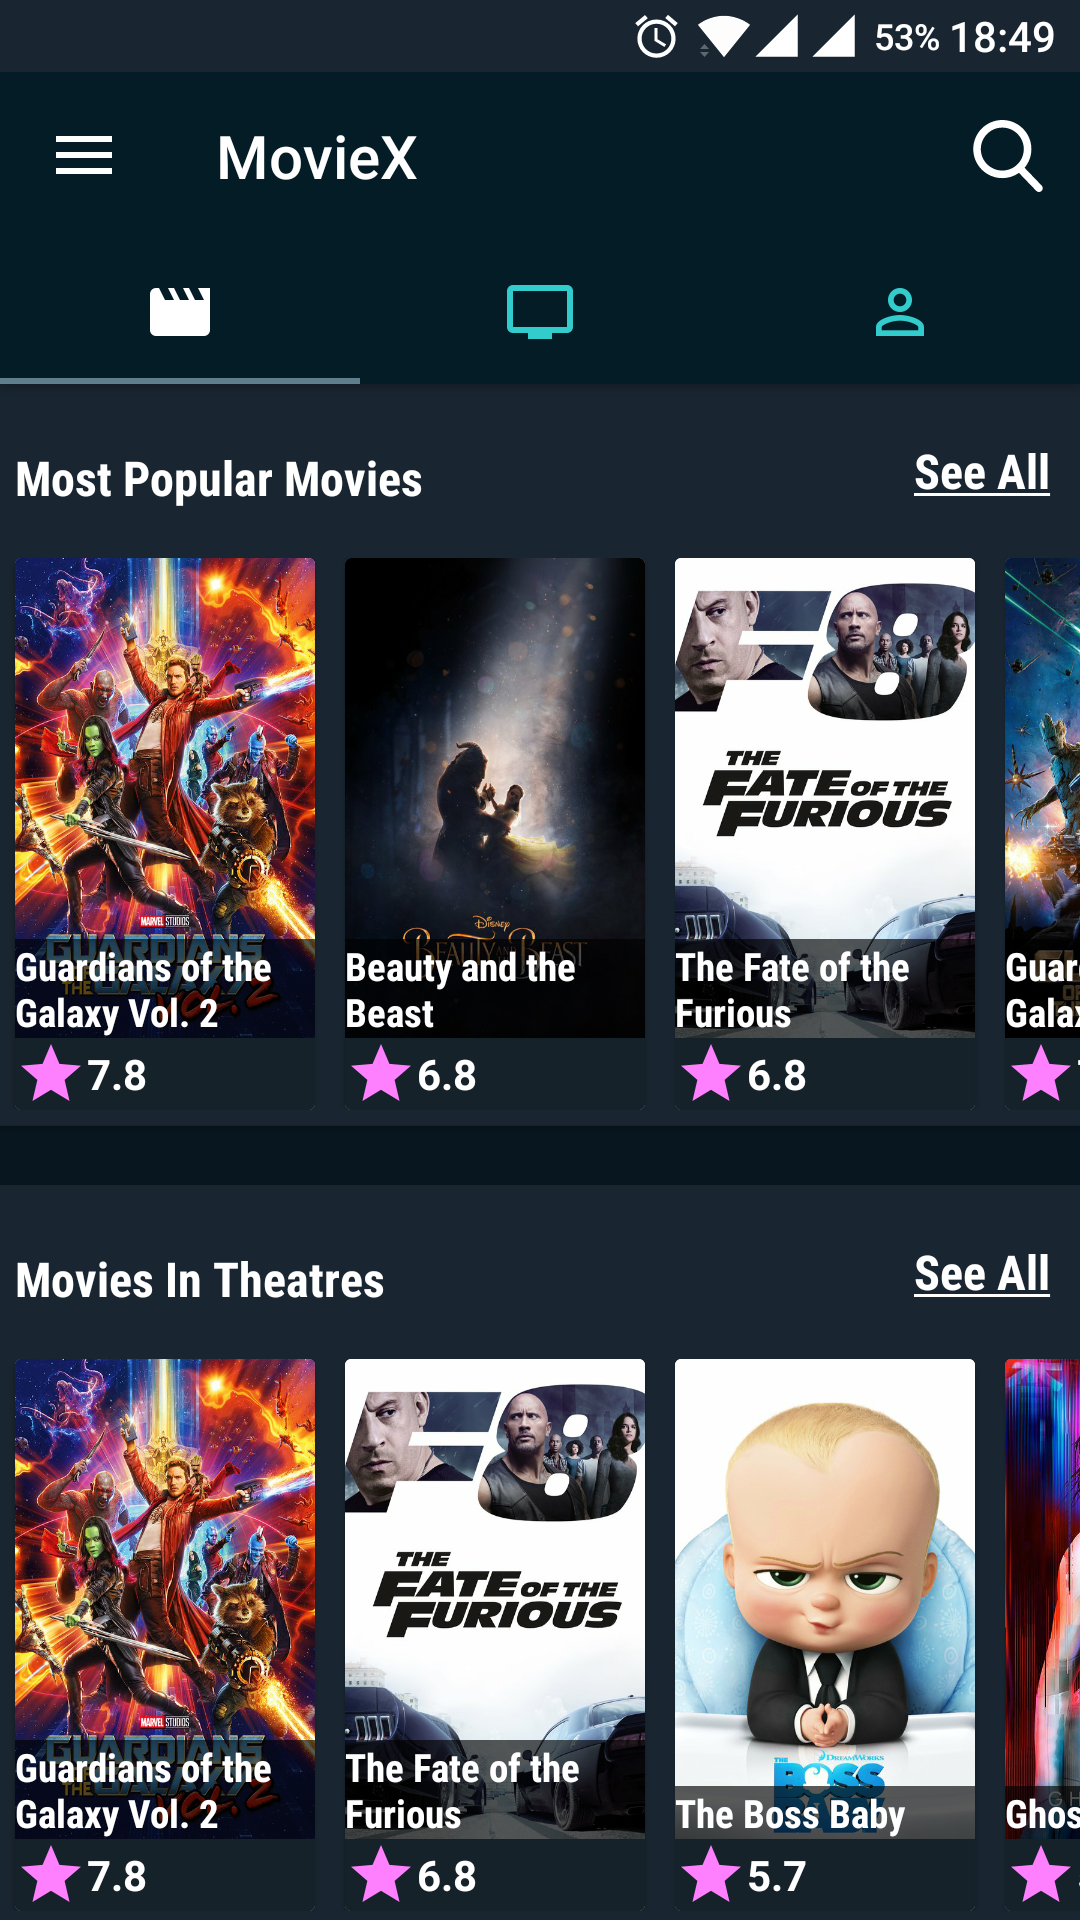 53% 18:49
MovieX
Most Popular Movies
See All
MARVEL STUDIOS
GUARDIANS
THE GALAXY
VOL. 2
Guardians of the
Galaxy Vol. 2
7.8
Disney
BEAUTY AND THE BEAST
Beauty and the
Beast
6.8
F8
THE
FATE OF THE
FURIOUS
The Fate of the
Furious
6.8
Guar
Gala
Movies In Theatres
See All
MARVEL STUDIOS
GUARDIANS
THE GALAXY
VOL. 2
Guardians of the
Galaxy Vol. 2
7.8
F8
THE
FATE OF THE
FURIOUS
The Fate of the
Furious
6.8
DREAMWORKS
THE
BOSS
The Boss Baby
5.7
GH
Ghos